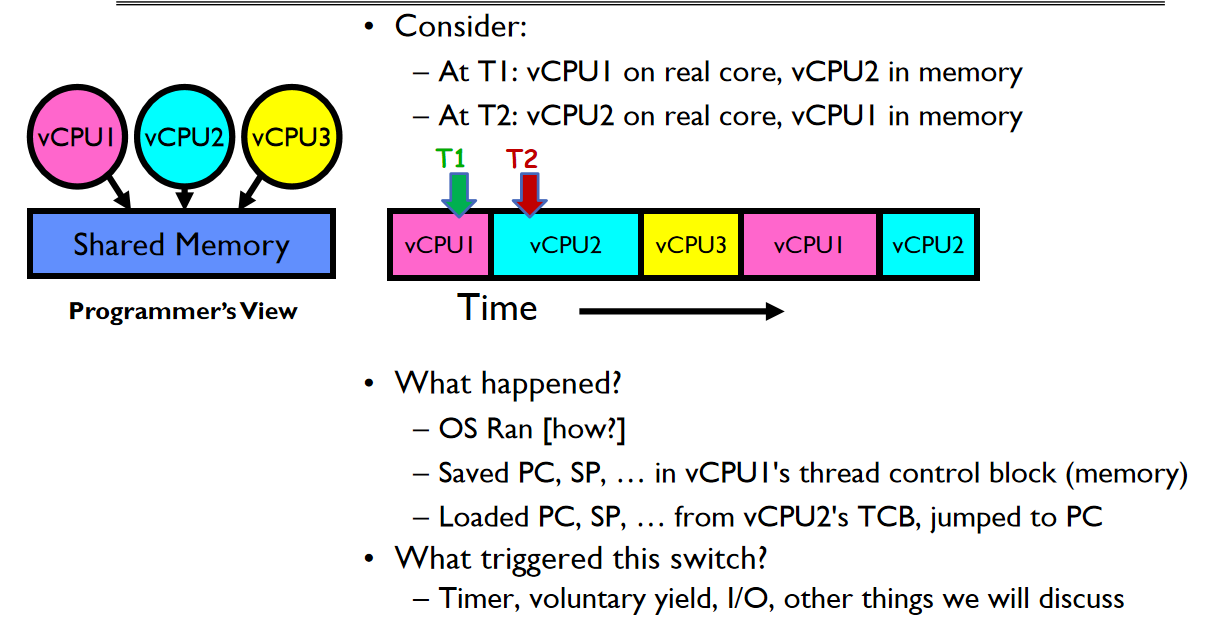 • Consider:
– At T1: vCPU1 on real core, vCPU2 in memory
– At T2: vCPU2 on real core, vCPU1 in memory
vCPU1 vCPU2 vCPU3
Shared Memory
Programmer's View
T1 T2
vCPU1 vCPU2 vCPU3 vCPU1 vCPU2
Time
• What happened?
– OS Ran [how?]
– Saved PC, SP, … in vCPU1's thread control block (memory)
– Loaded PC, SP, … from vCPU2's TCB, jumped to PC
• What triggered this switch?
– Timer, voluntary yield, I/O, other things we will discuss